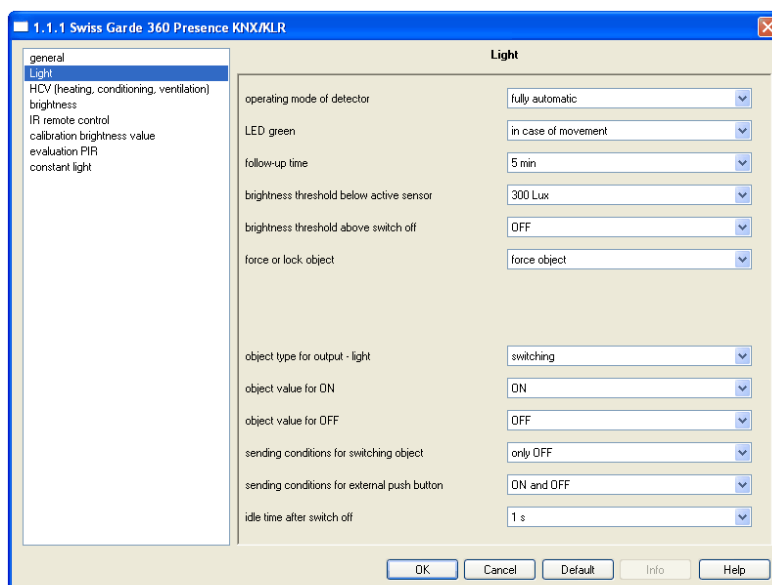 1.1.1 Swiss Garde 360 Presence KNX/KLR
general
Light
HCV (heating, conditioning, ventilation)
brightness
IR remote control
calibration brightness value
evaluation PIR
constant light
Light
operating mode of detector fully automatic
LED green in case of movement
follow-up time 5 min
brightness threshold below active sensor 300 Lux
brightness threshold above switch off OFF
force or lock object force object
object type for output - light switching
object value for ON ON
object value for OFF OFF
sending conditions for switching object only OFF
sending conditions for external push button ON and OFF
idle time after switch off 1 s
OK Cancel Default Info Help